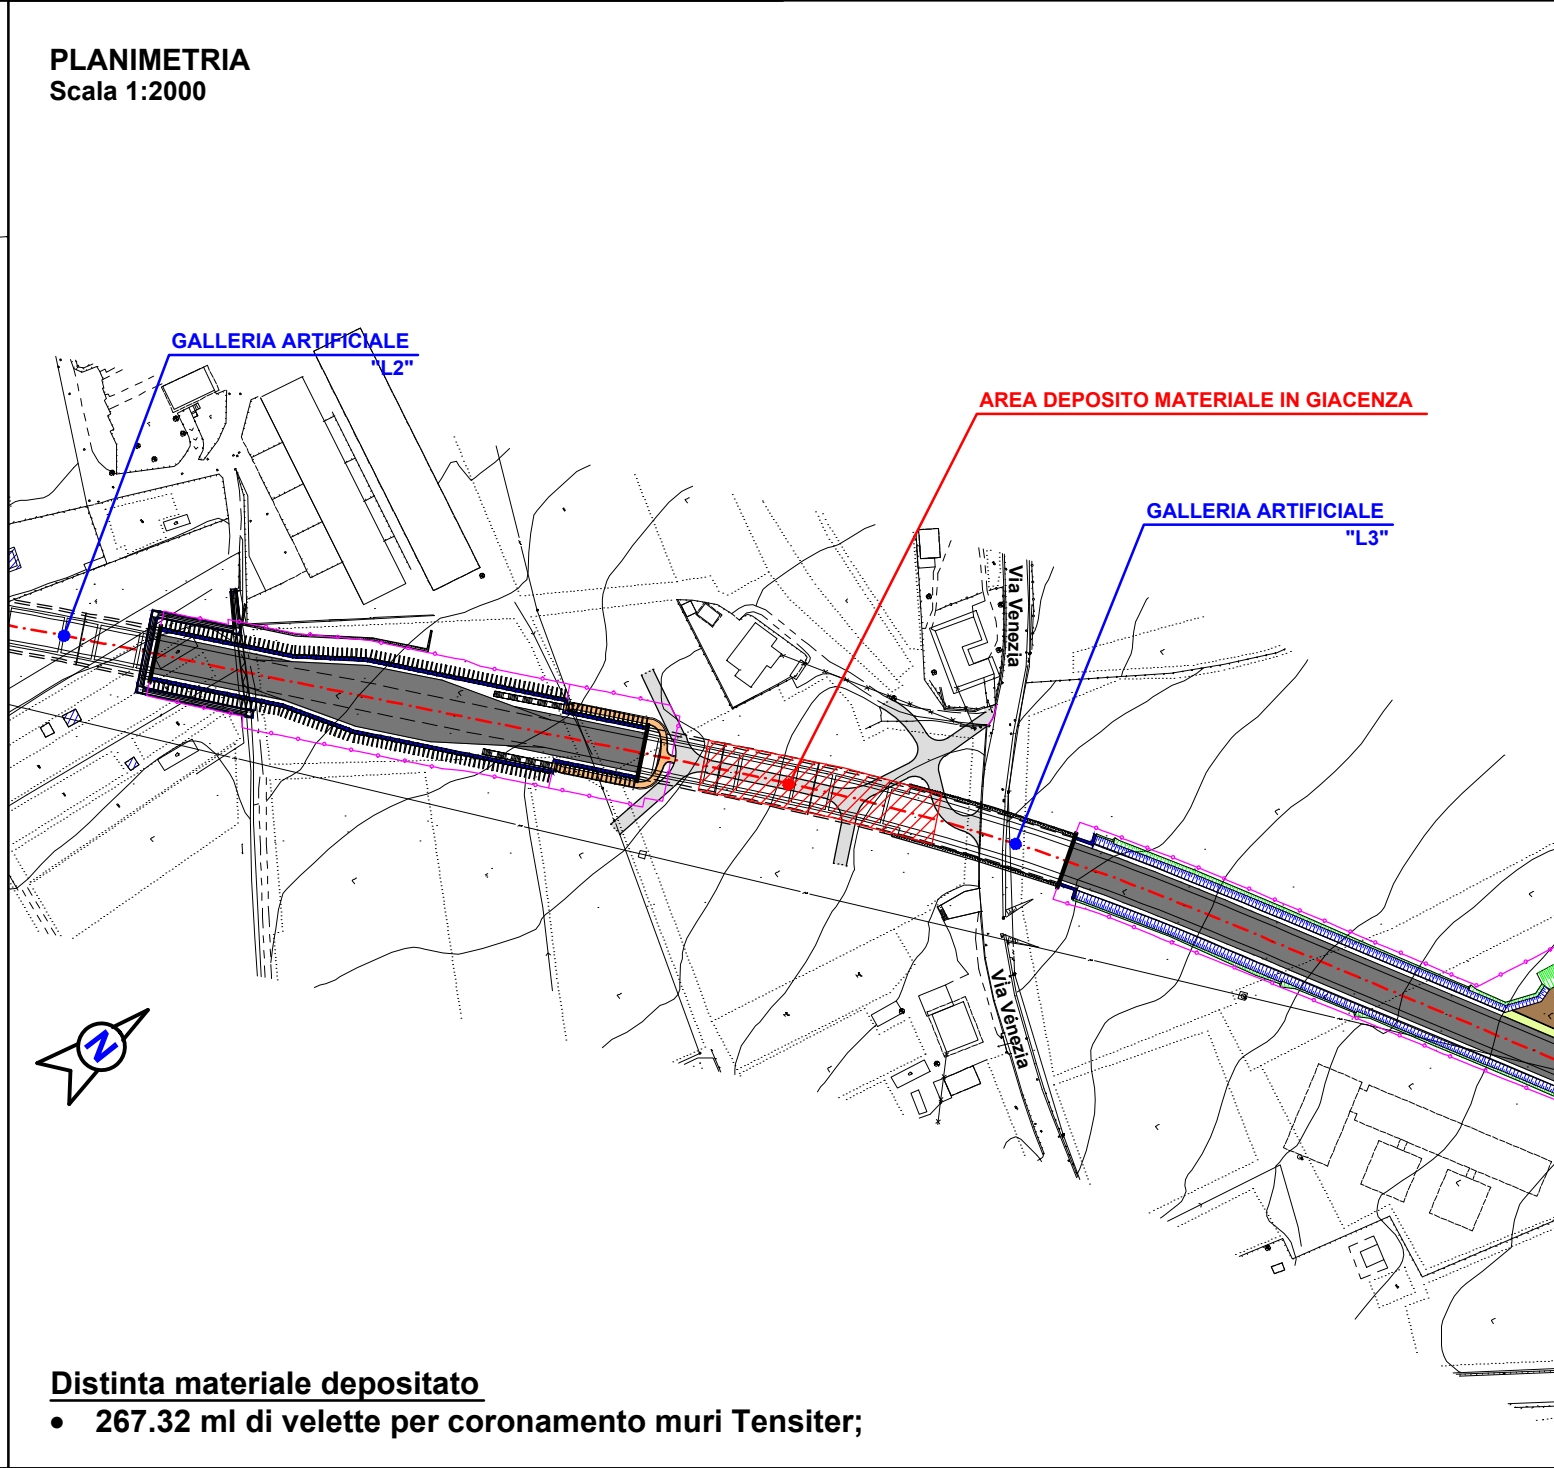 PLANIMETRIA
Scala 1:2000
GALLERIA ARTIFICIALE
"L2"
AREA DEPOSITO MATERIALE IN GIACENZA
GALLERIA ARTIFICIALE
"L3"
Via Venezia
Via Venezia
N
Distinta materiale depositato
• 267.32 ml di velette per coronamento muri Tensiter;